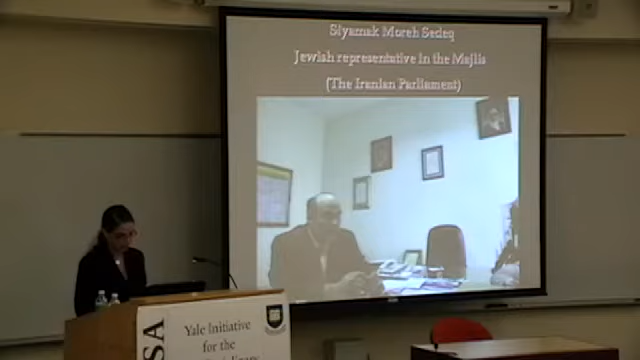 Siyamak Moreh Sedeq
Jewish representative in the Majlis
(The Iranian Parliament)
SA
Yale Initiative
for the